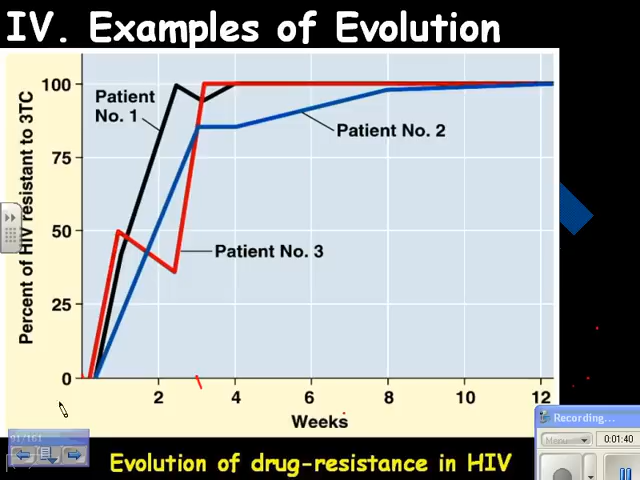 IV. Examples of Evolution
Percent of HIV resistant to 3TC
100
75
50
25
0
Patient
No. 1
Patient No. 2
Patient No. 3
2
4
6
8
10
12
Weeks
91/161
Recording...
Menu
0:01:40
Evolution of drug-resistance in HIV